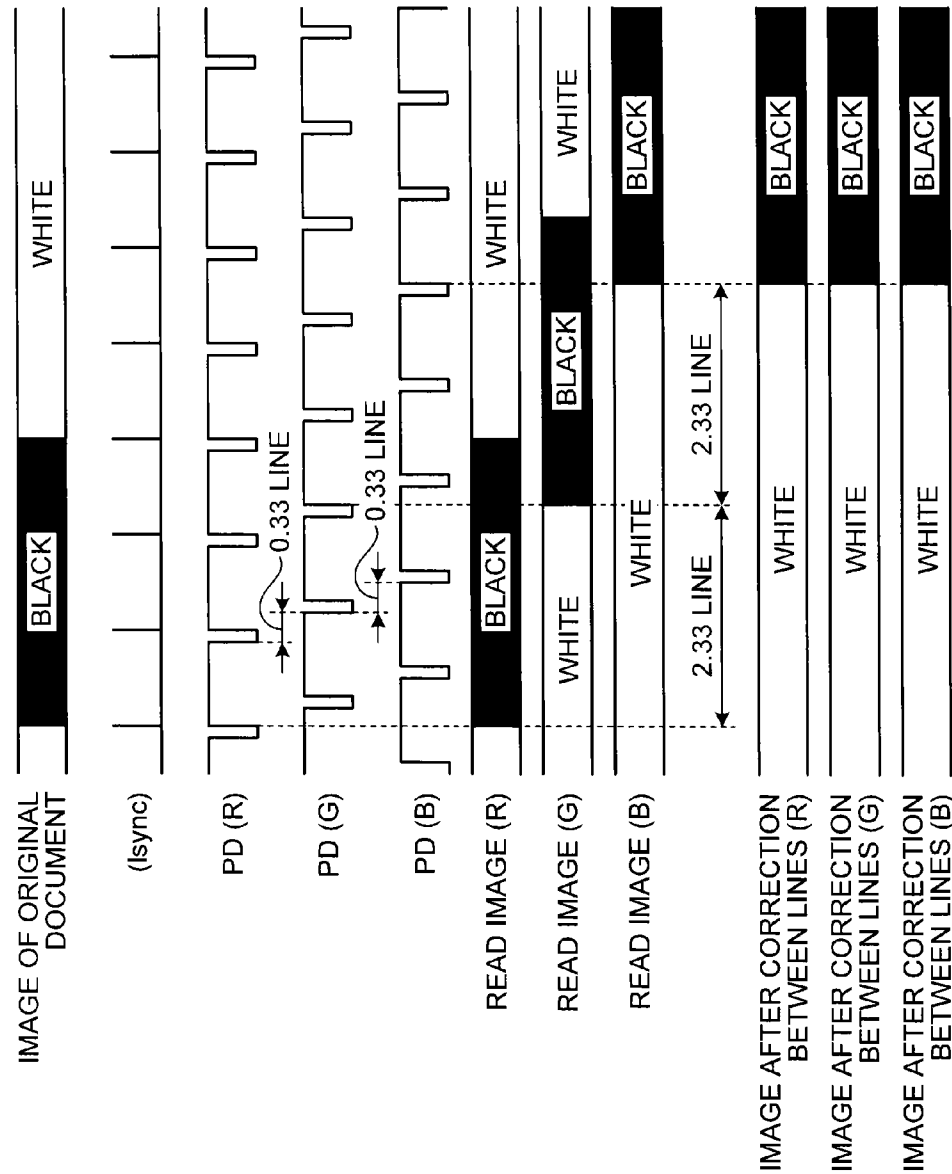 IMAGE OF ORIGINAL
DOCUMENT
BLACK
WHITE
(lsync)
PD (R)
0.33 LINE
PD (G)
0.33 LINE
PD (B)
READ IMAGE (R)
BLACK
WHITE
READ IMAGE (G)
WHITE
BLACK
WHITE
READ IMAGE (B)
WHITE
BLACK
2.33 LINE
2.33 LINE
IMAGE AFTER CORRECTION
BETWEEN LINES (R)
WHITE
BLACK
IMAGE AFTER CORRECTION
BETWEEN LINES (G)
WHITE
BLACK
IMAGE AFTER CORRECTION
BETWEEN LINES (B)
WHITE
BLACK